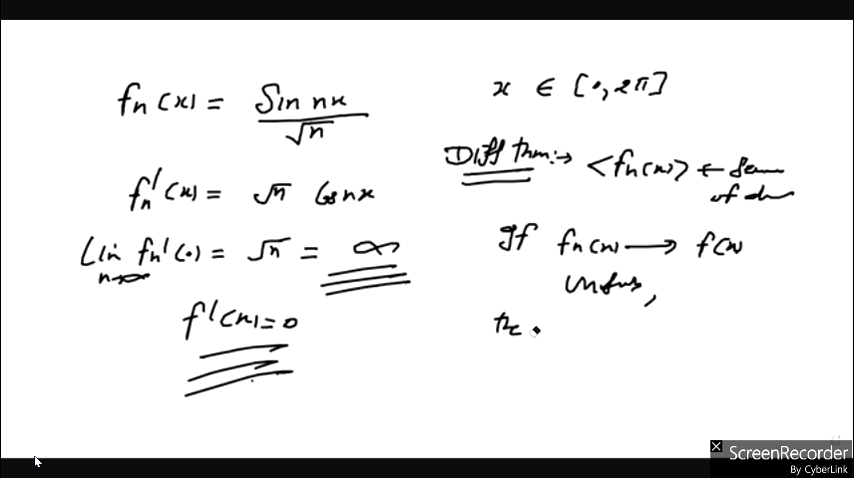 fn(x) = Sin nx / √n
fn'(x) = √n Cos nx
Lim n→∞ fn'(0) = √n = ∞
f'(x) = 0
x ∈ [0, 2π]
Diff thm:→ <fn(x)> ←
of
If fn(x) → f(x)
ScreenRecorder
By CyberLink